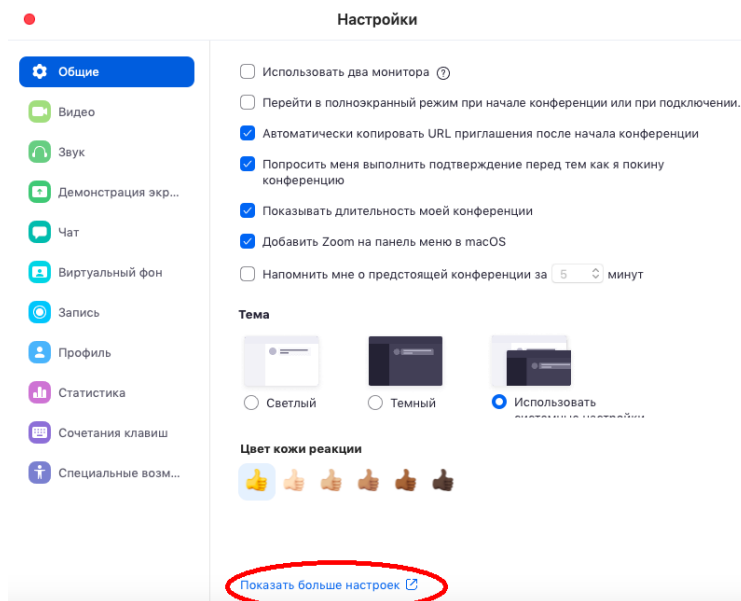 Настройки
Общие
Видео
Звук
Демонстрация экр...
Чат
Виртуальный фон
Запись
Профиль
Статистика
Сочетания клавиш
Специальные возм...
Использовать два монитора ?
Перейти в полноэкранный режим при начале конференции или при подключении.
Автоматически копировать URL приглашения после начала конференции
Попросить меня выполнить подтверждение перед тем как я покину
конференцию
Показывать длительность моей конференции
Добавить Zoom на панель меню в macOS
Напомнить мне о предстоящей конференции за 5 минут
Тема
Светлый
Темный
Использовать
системные настройки
Цвет кожи реакции
Показать больше настроек